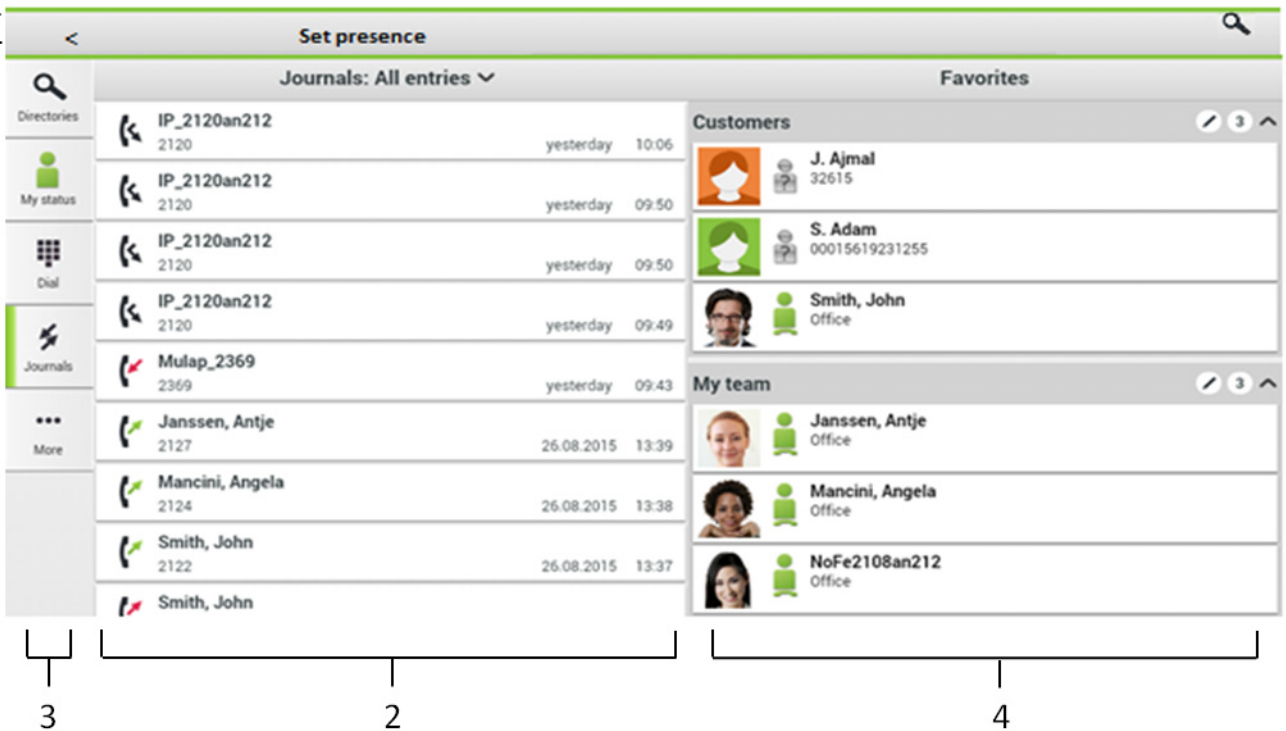 < Set presence
Directories
My status
Dial
Journals
More
Journals: All entries
IP_2120an212
2120 yesterday 10:06
IP_2120an212
2120 yesterday 09:50
IP_2120an212
2120 yesterday 09:50
IP_2120an212
2120 yesterday 09:49
Mulap_2369
2369 yesterday 09:43
Janssen, Antje
2127 26.08.2015 13:39
Mancini, Angela
2124 26.08.2015 13:38
Smith, John
2122 26.08.2015 13:37
Smith, John
Favorites
Customers 3
J. Ajmal
32615
S. Adam
00015619231255
Smith, John
Office
My team 3
Janssen, Antje
Office
Mancini, Angela
Office
NoFe2108an212
Office
3 2 4